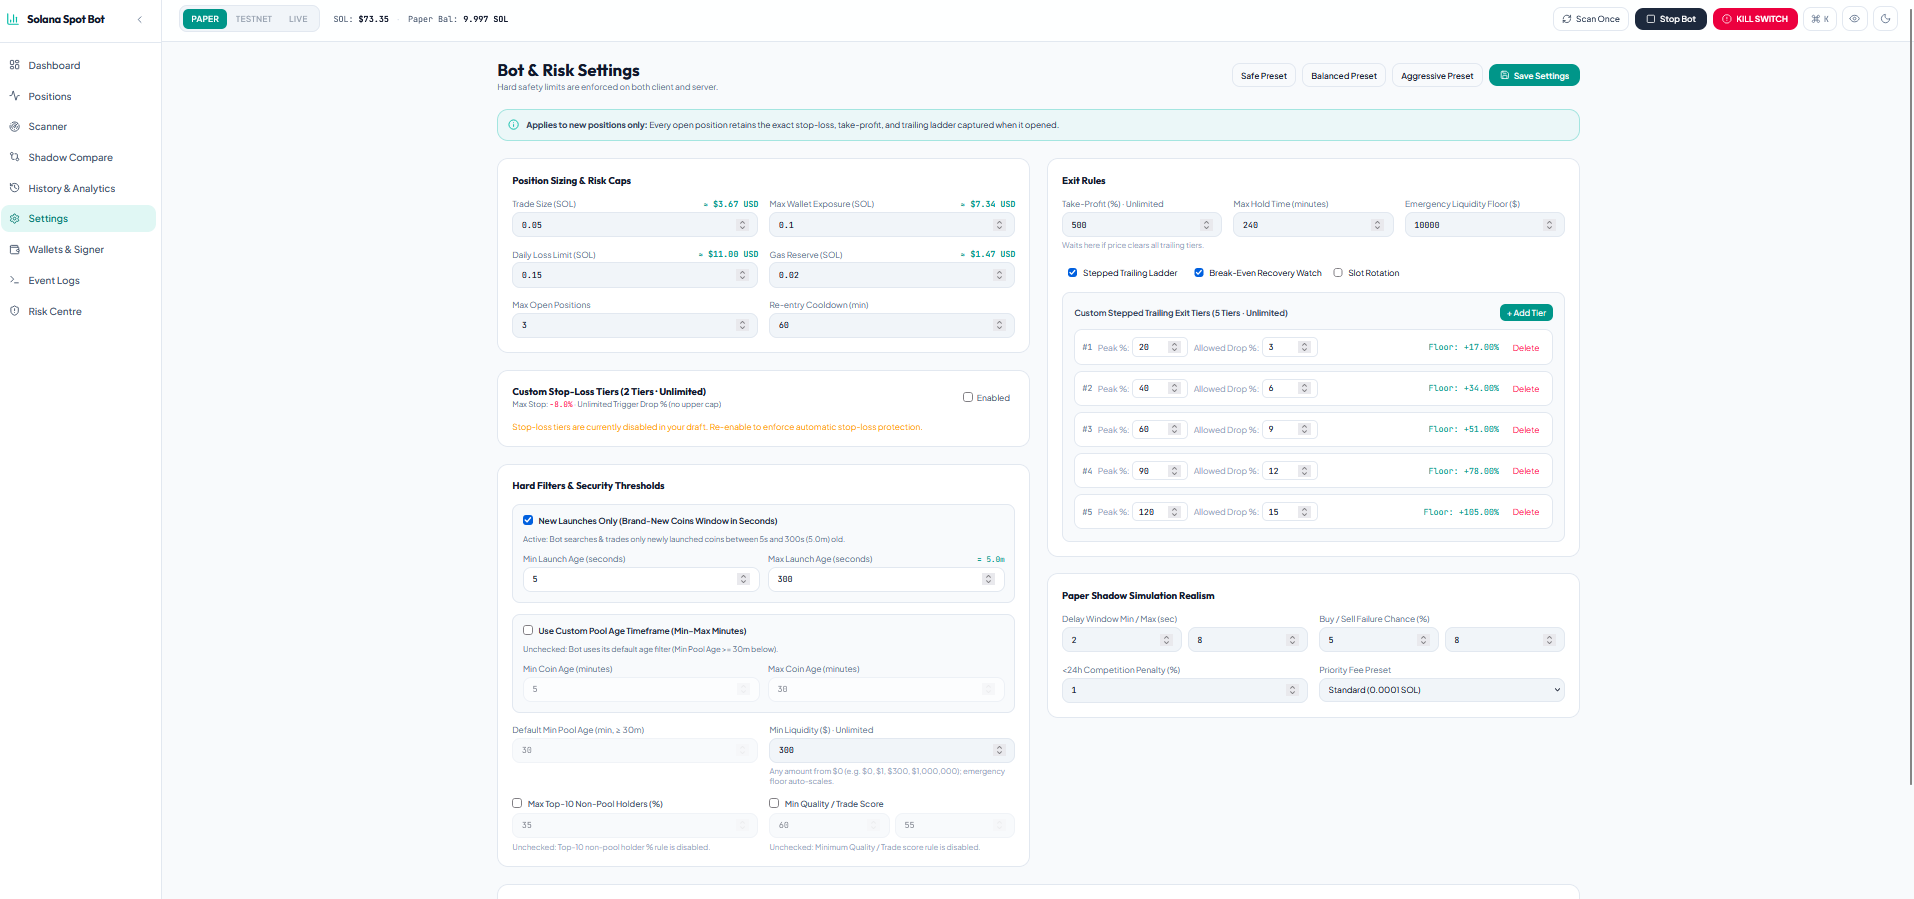 Solana Spot Bot
PAPER TESTNET LIVE SOL: $73.35 · Paper Bal: 9.997 SOL
Scan Once Stop Bot KILL SWITCH ⌘ K
Dashboard
Positions
Scanner
Shadow Compare
History & Analytics
Settings
Wallets & Signer
Event Logs
Risk Centre
Bot & Risk Settings
Hard safety limits are enforced on both client and server.
Safe Preset Balanced Preset Aggressive Preset Save Settings
Applies to new positions only: Every open position retains the exact stop-loss, take-profit, and trailing ladder captured when it opened.
Position Sizing & Risk Caps
Trade Size (SOL) ≈ $3.67 USD Max Wallet Exposure (SOL) ≈ $7.34 USD
0.05 0.1
Daily Loss Limit (SOL) ≈ $11.00 USD Gas Reserve (SOL) ≈ $1.47 USD
0.15 0.02
Max Open Positions Re-entry Cooldown (min)
3 60
Custom Stop-Loss Tiers (2 Tiers · Unlimited)
Max Stop: -8.0% Unlimited Trigger Drop % (no upper cap)
Enabled
Stop-loss tiers are currently disabled in your draft. Re-enable to enforce automatic stop-loss protection.
Hard Filters & Security Thresholds
New Launches Only (Brand-New Coins Window in Seconds)
Active: Bot searches & trades only newly launched coins between 5s and 300s (5.0m) old.
Min Launch Age (seconds) Max Launch Age (seconds) = 5.0m
5 300
Use Custom Pool Age Timeframe (Min-Max Minutes)
Unchecked: Bot uses its default age filter (Min Pool Age >= 30m below).
Min Coin Age (minutes) Max Coin Age (minutes)
5 30
Default Min Pool Age (min, ≥ 30m) Min Liquidity ($) · Unlimited
30 300
Any amount from $0 (e.g. $0, $1, $300, $1,000,000); emergency
floor auto-scales.
Max Top-10 Non-Pool Holders (%) Min Quality / Trade Score
35 60 55
Unchecked: Top-10 non-pool holder % rule is disabled. Unchecked: Minimum Quality / Trade score rule is disabled.
Exit Rules
Take-Profit (%) · Unlimited Max Hold Time (minutes) Emergency Liquidity Floor ($)
500 240 10000
Waits here if price clears all trailing tiers.
Stepped Trailing Ladder Break-Even Recovery Watch Slot Rotation
Custom Stepped Trailing Exit Tiers (5 Tiers · Unlimited) + Add Tier
#1 Peak %: 20 Allowed Drop %: 3 Floor: +17.00% Delete
#2 Peak %: 40 Allowed Drop %: 6 Floor: +34.00% Delete
#3 Peak %: 60 Allowed Drop %: 9 Floor: +51.00% Delete
#4 Peak %: 90 Allowed Drop %: 12 Floor: +78.00% Delete
#5 Peak %: 120 Allowed Drop %: 15 Floor: +105.00% Delete
Paper Shadow Simulation Realism
Delay Window Min / Max (sec) Buy / Sell Failure Chance (%)
2 8 5 8
<24h Competition Penalty (%) Priority Fee Preset
1 Standard (0.0001 SOL)